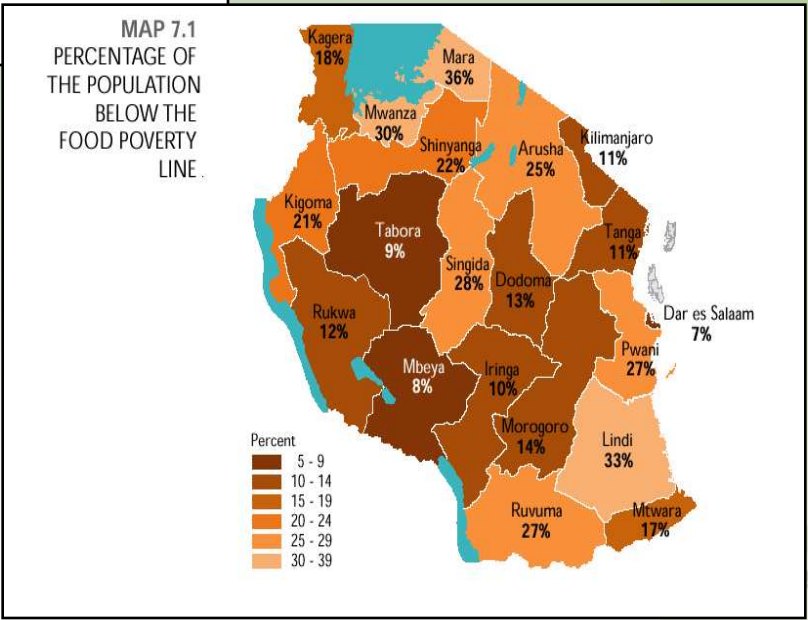 MAP 7.1
PERCENTAGE OF
THE POPULATION
BELOW THE
FOOD POVERTY
LINE.
Kagera
18%
Mara
36%
Mwanza
30%
Shinyanga
22%
Arusha
25%
Kilimanjaro
11%
Kigoma
21%
Tabora
9%
Singida
28%
Dodoma
13%
Tanga
11%
Rukwa
12%
Dar es Salaam
7%
Pwani
27%
Mbeya
8%
Iringa
10%
Morogoro
14%
Lindi
33%
Ruvuma
27%
Mtwara
17%
Percent
5 - 9
10 - 14
15 - 19
20 - 24
25 - 29
30 - 39